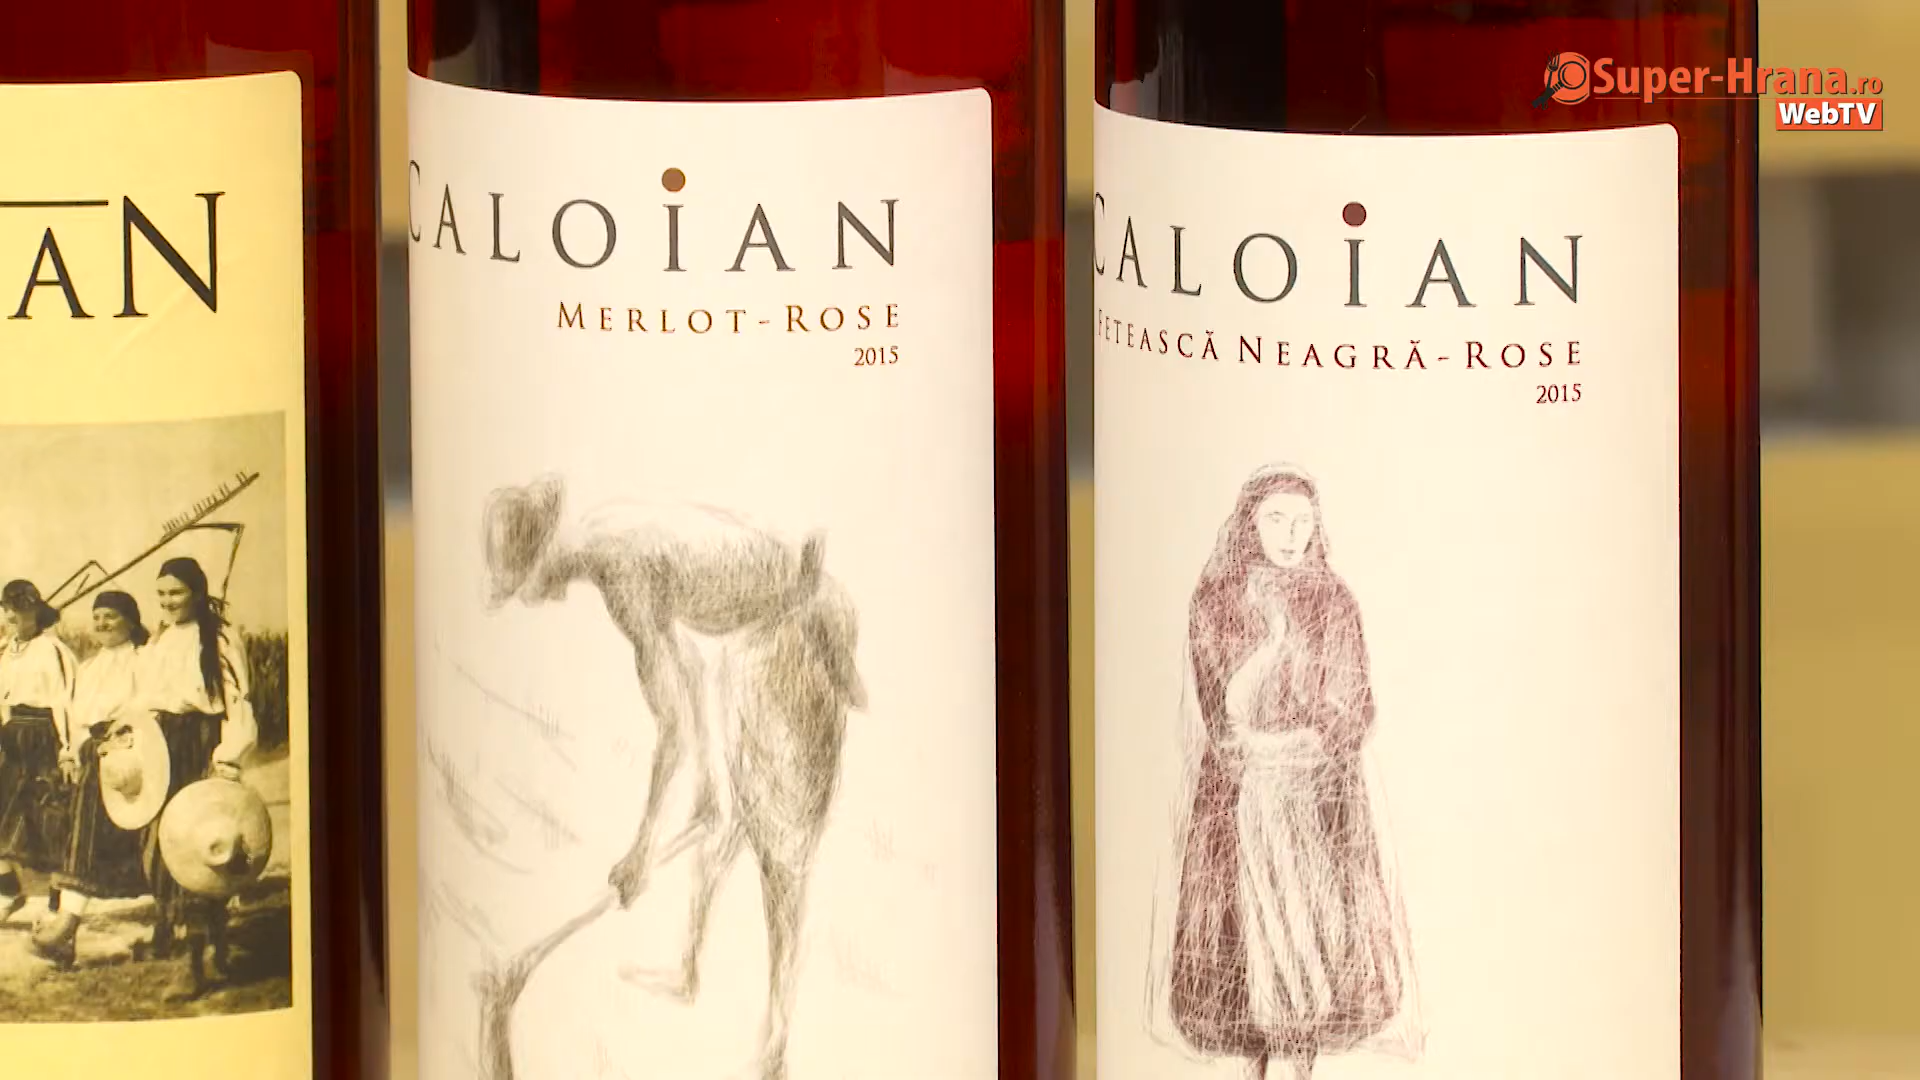 Super-Hrana.ro
WebTV
AN
CALOIAN
MERLOT-ROSE
2015
CALOIAN
FETEASCĂ NEAGRĂ-ROSE
2015